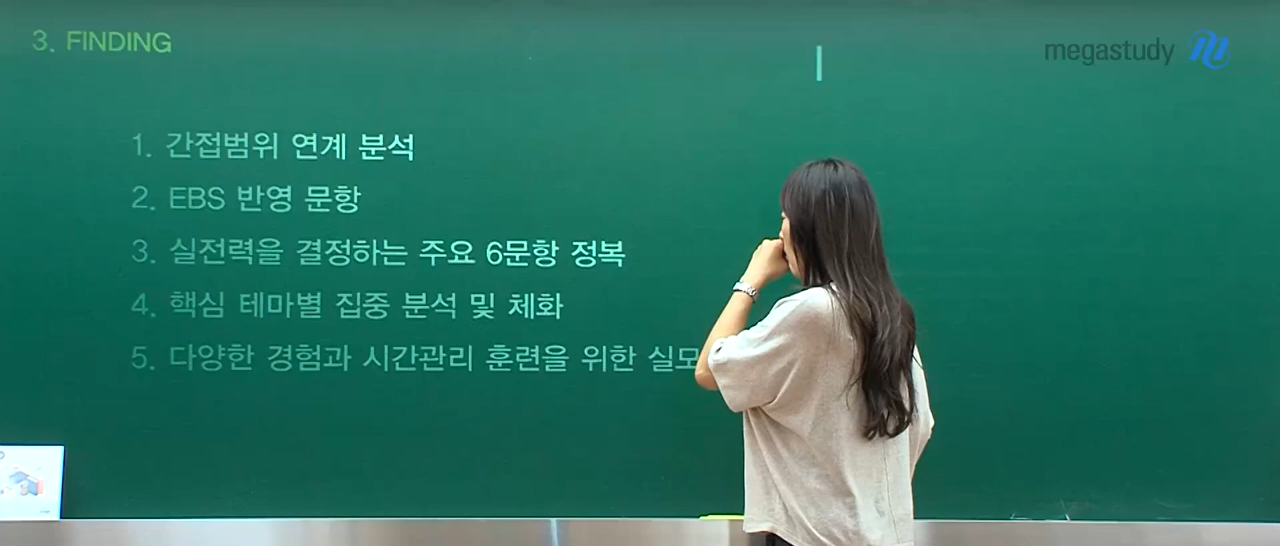 3. FINDING
megastudy
1. 간접범위 연계 분석
2. EBS 반영 문항
3. 실전력을 결정하는 주요 6문항 정복
4. 핵심 테마별 집중 분석 및 체화
5. 다양한 경험과 시간관리 훈련을 위한 실모